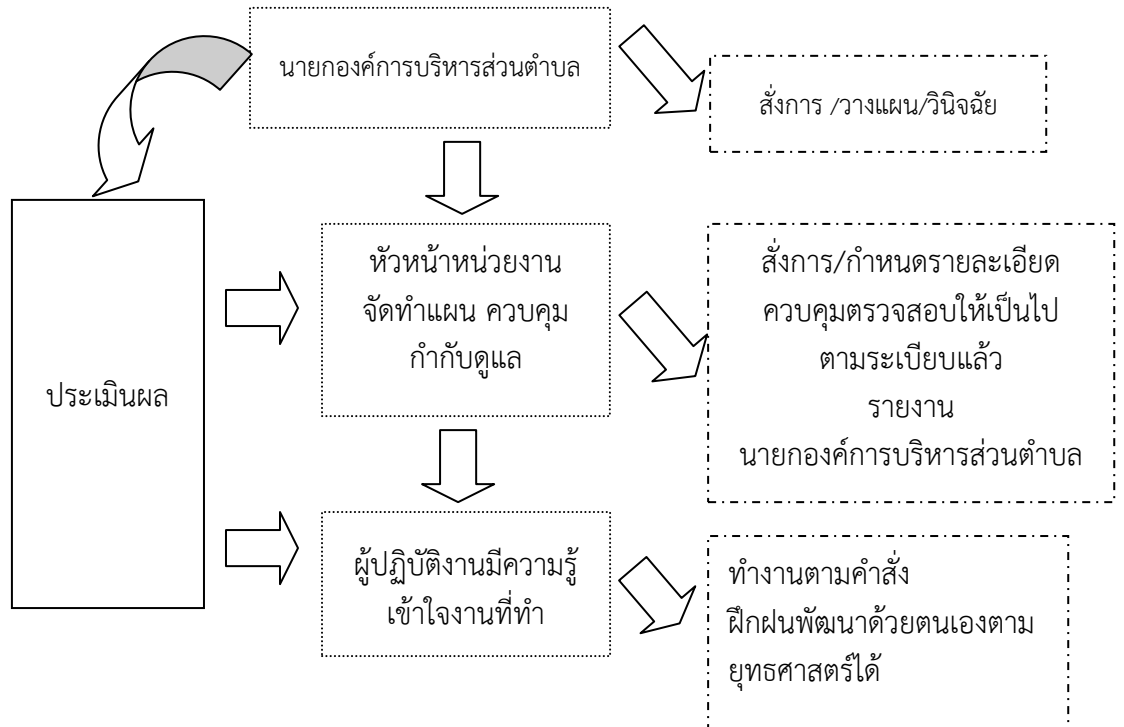 นายกองค์การบริหารส่วนตำบล
สั่งการ /วางแผน/วินิจฉัย
หัวหน้าหน่วยงาน
จัดทำแผน ควบคุม
กำกับดูแล
สั่งการ/กำหนดรายละเอียด
ควบคุมตรวจสอบให้เป็นไป
ตามระเบียบแล้ว
รายงาน
นายกองค์การบริหารส่วนตำบล
ประเมินผล
ผู้ปฏิบัติงานมีความรู้
เข้าใจงานที่ทำ
ทำงานตามคำสั่ง
ฝึกฝนพัฒนาด้วยตนเองตาม
ยุทธศาสตร์ได้